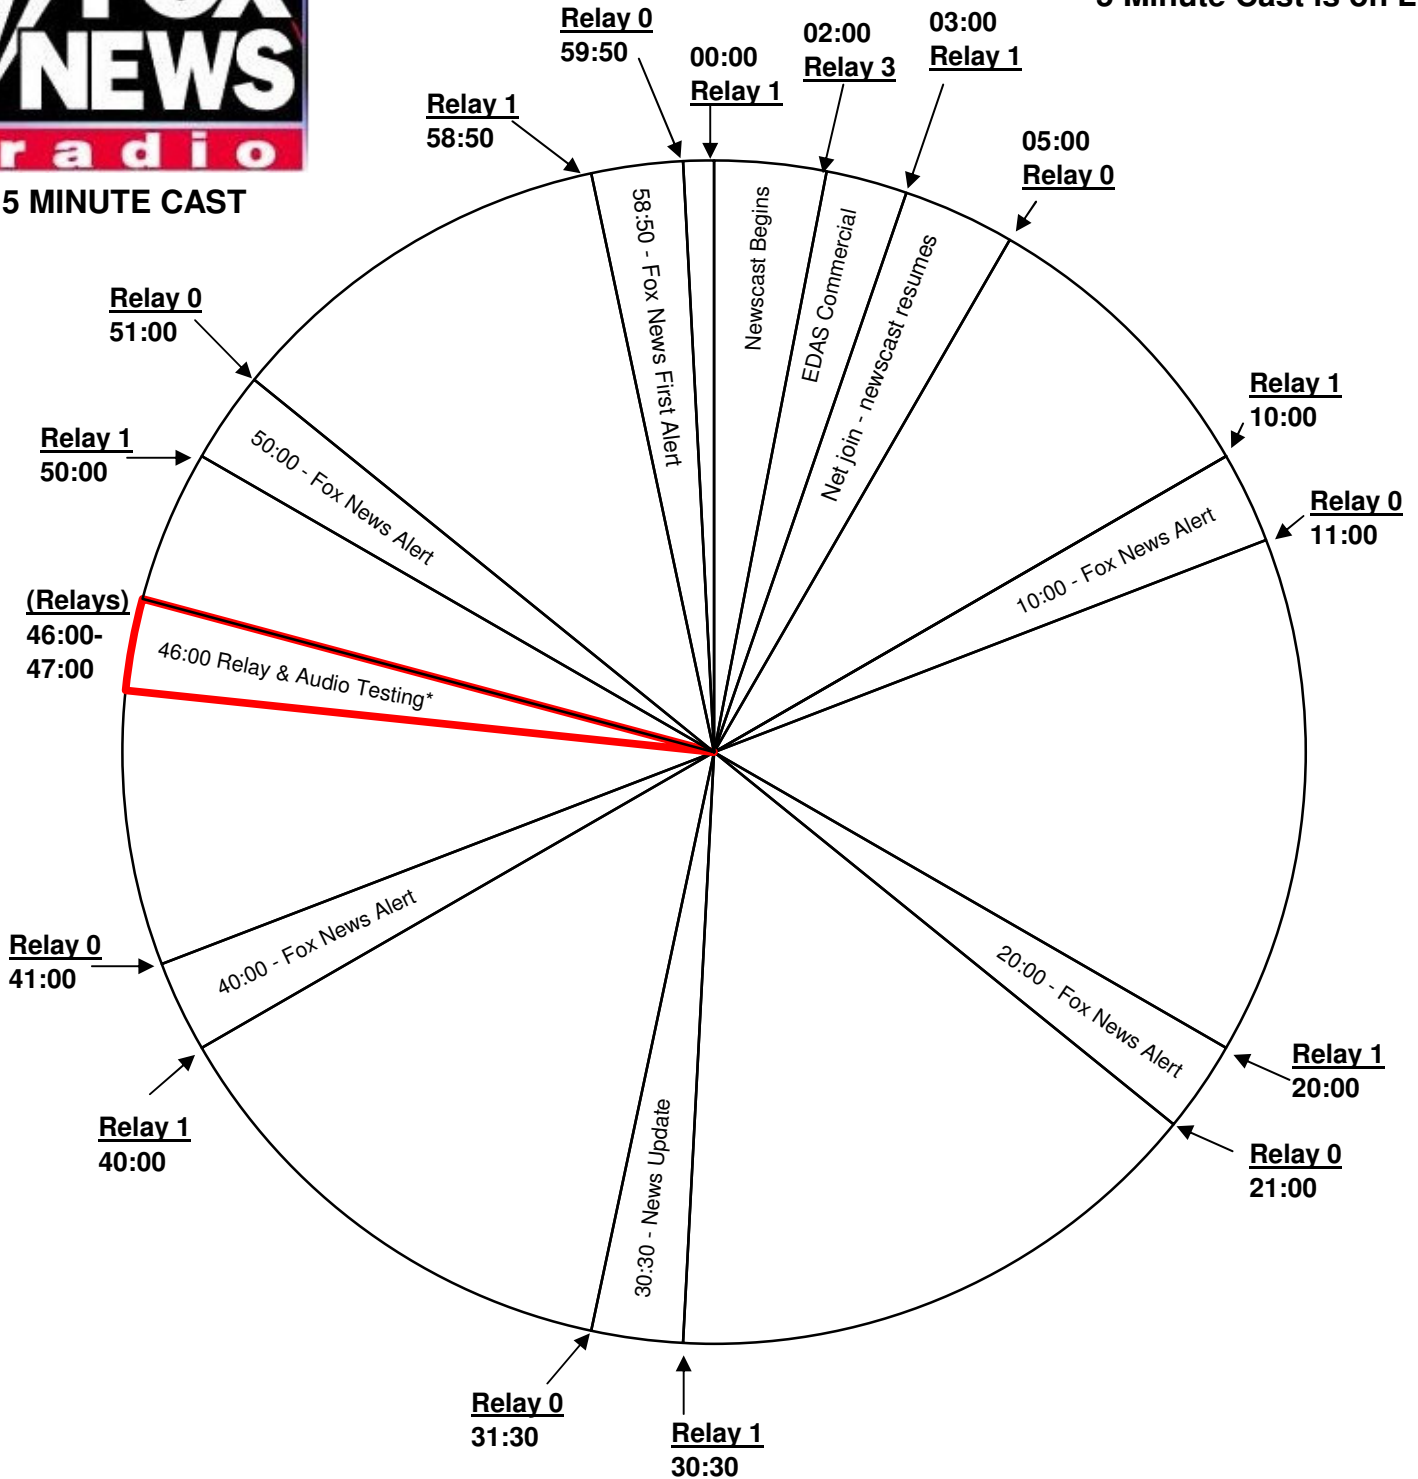 FOX
NEWS
radio
5 MINUTE CAST
5 Minute Cast is on
Relay 0
59:50
00:00
Relay 1
02:00
Relay 3
03:00
Relay 1
05:00
Relay 0
Relay 1
10:00
Relay 0
11:00
Relay 1
20:00
Relay 0
21:00
Relay 1
30:30
Relay 0
31:30
Relay 1
40:00
Relay 0
41:00
(Relays)
46:00-
47:00
Relay 1
50:00
Relay 0
51:00
Relay 1
58:50
58:50 - Fox News First Alert
Newscast Begins
EDAS Commercial
Net join - newscast resumes
10:00 - Fox News Alert
20:00 - Fox News Alert
30:30 - News Update
40:00 - Fox News Alert
46:00 Relay & Audio Testing*
50:00 - Fox News Alert